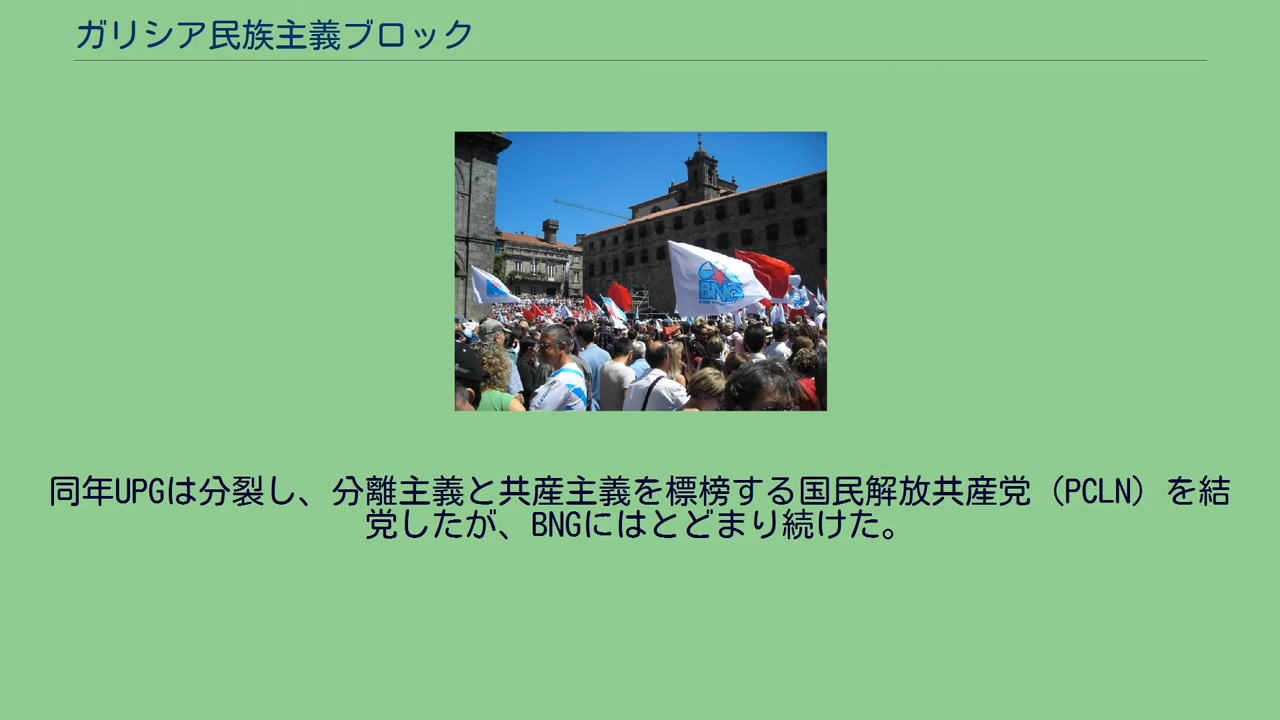 ガリシア民族主義ブロック
BNG
同年UPGは分裂し、分離主義と共産主義を標榜する国民解放共産党（PCLN）を結
党したが、BNGにはとどまり続けた。